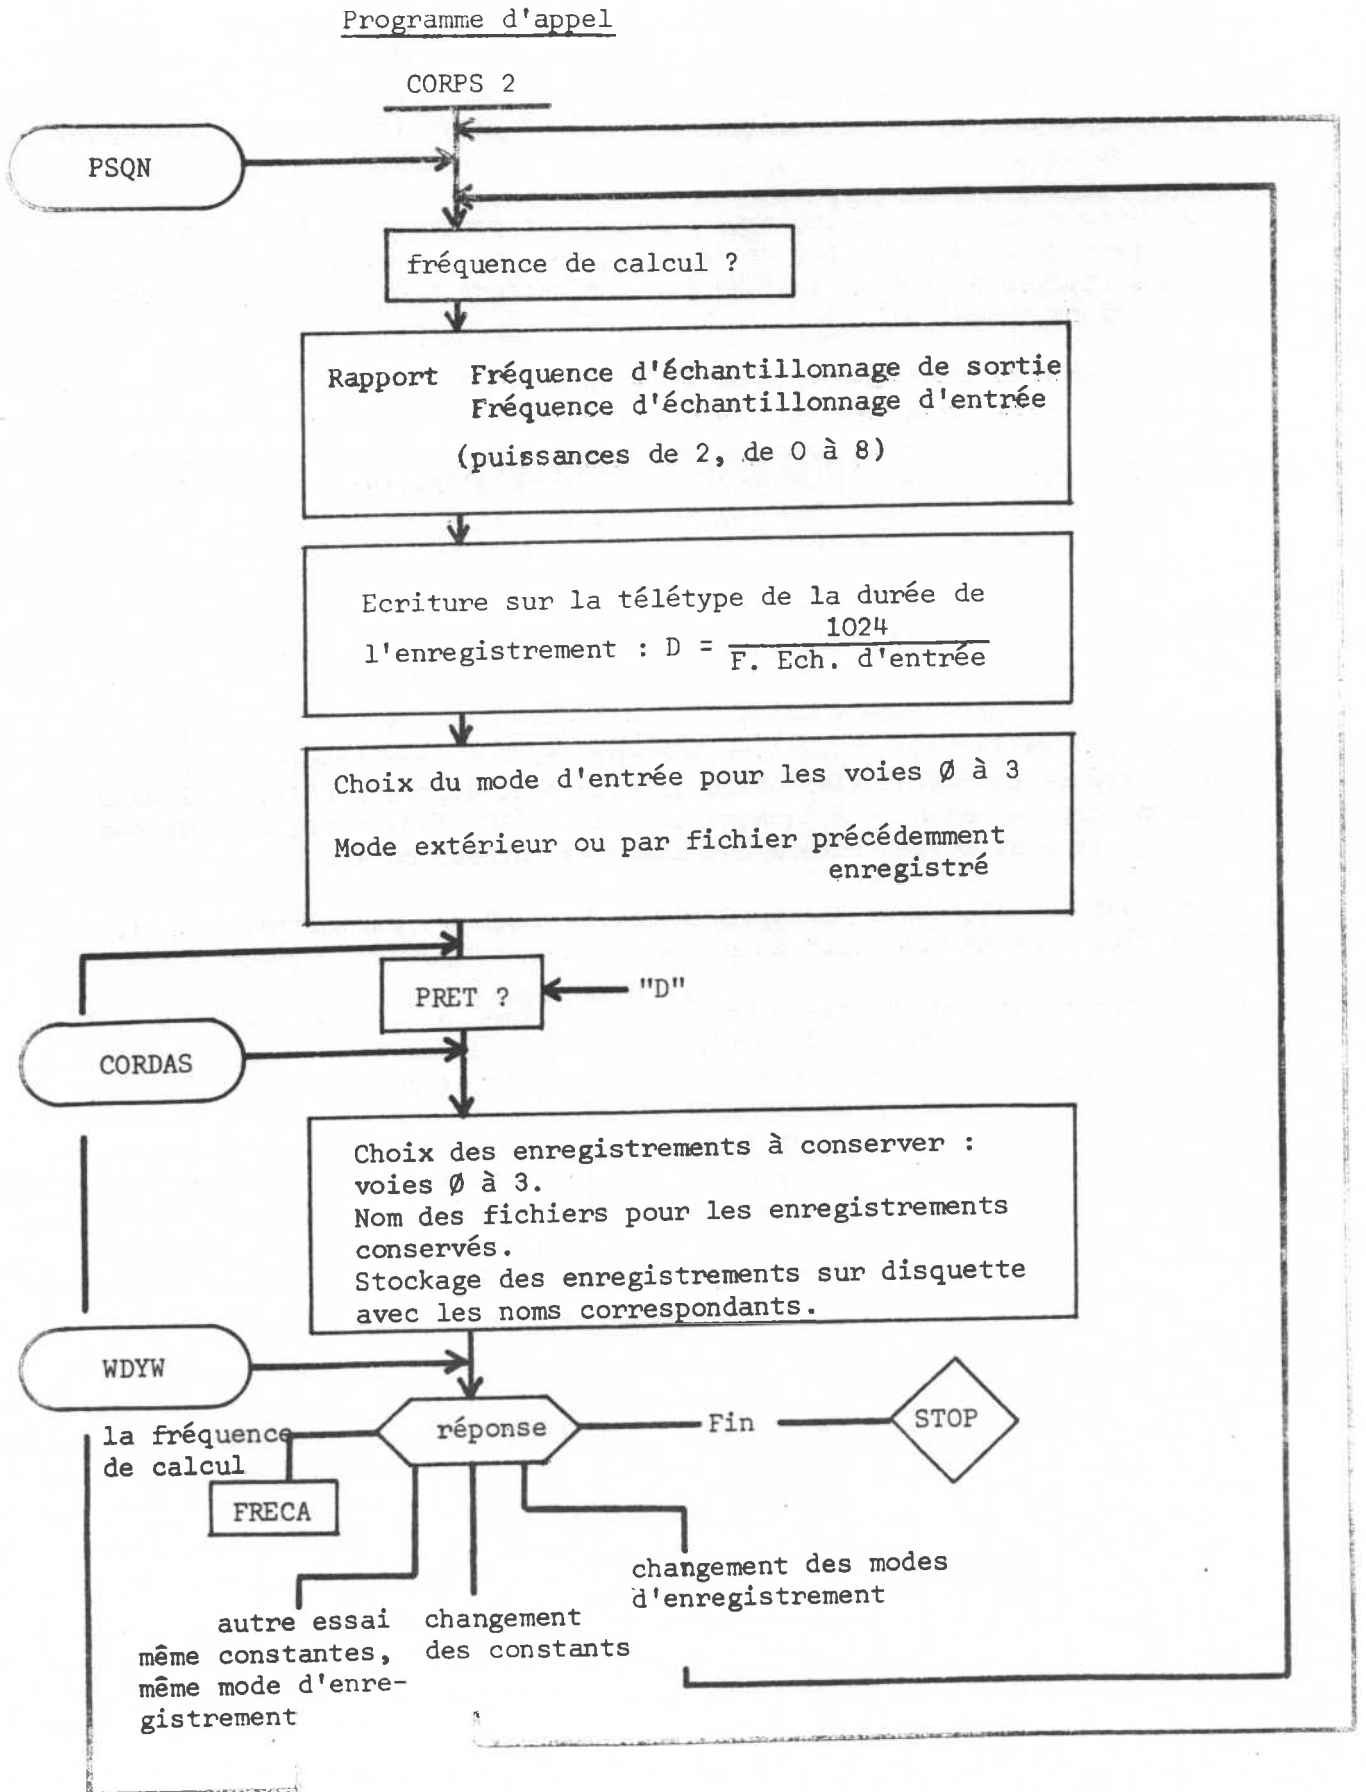 Programme d'appel
CORPS 2
PSQN
fréquence de calcul ?
Rapport Fréquence d'échantillonnage de sortie
Fréquence d'échantillonnage d'entrée
(puissances de 2, de 0 à 8)
Ecriture sur la télétype de la durée de
1024
l'enregistrement : D =
F. Ech. d'entrée
Choix du mode d'entrée pour les voies Ø à 3
Mode extérieur ou par fichier précédemment
enregistré
PRET ?
"D"
CORDAS
Choix des enregistrements à conserver :
voies Ø à 3.
Nom des fichiers pour les enregistrements
conservés.
Stockage des enregistrements sur disquette
avec les noms correspondants.
WDYW
réponse
Fin
STOP
la fréquence
de calcul
FRECA
changement des modes
d'enregistrement
autre essai
même constantes,
même mode d'enre-
gistrement
changement
des constants